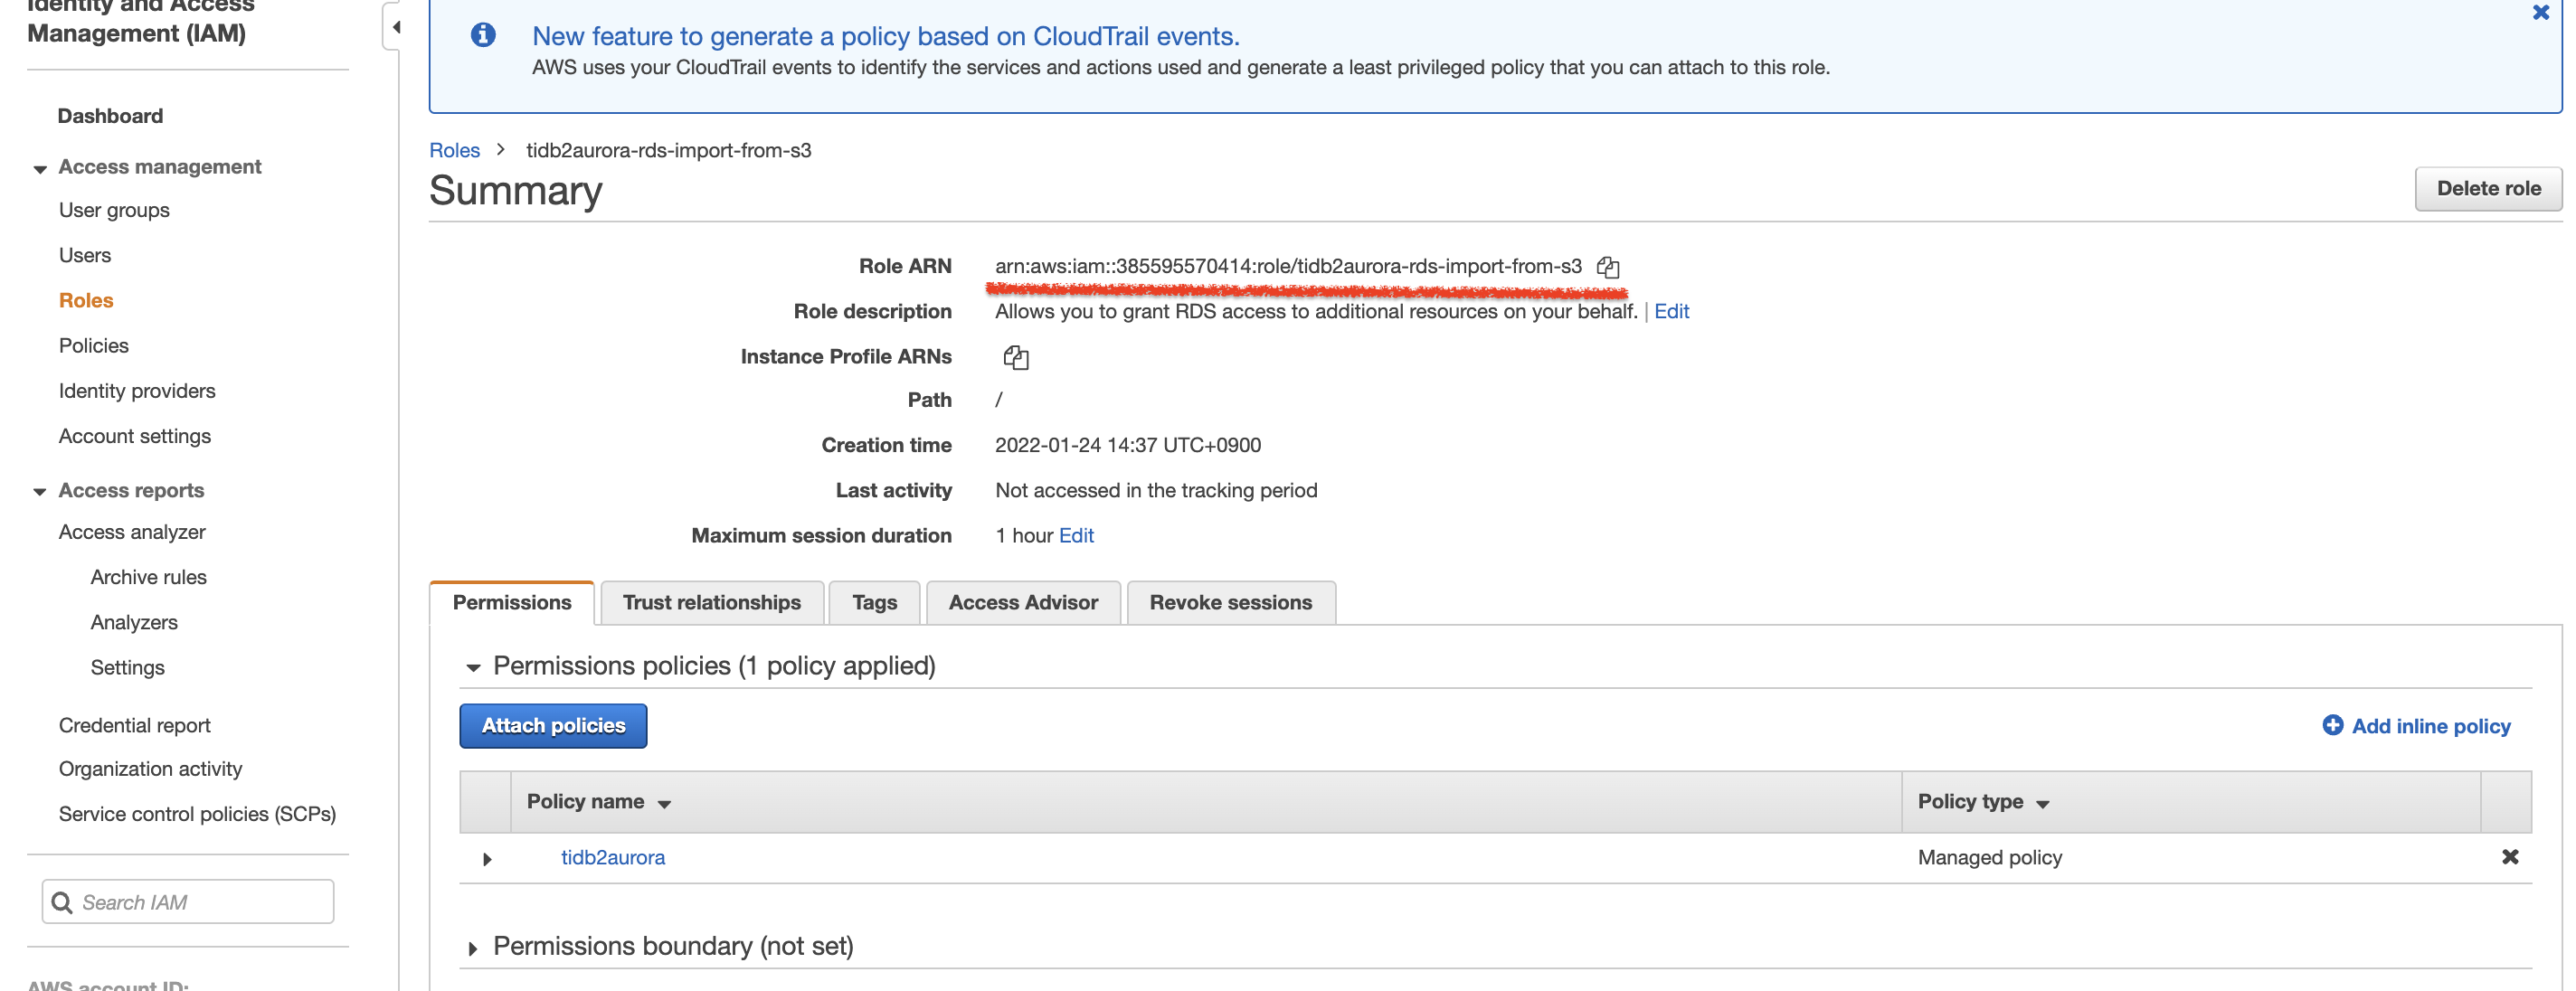 Identity and Access
Management (IAM)
Dashboard
Access management
User groups
Users
Roles
Policies
Identity providers
Account settings
Access reports
Access analyzer
Archive rules
Analyzers
Settings
Credential report
Organization activity
Service control policies (SCPs)
Search IAM
AWS account ID:
New feature to generate a policy based on CloudTrail events.
AWS uses your CloudTrail events to identify the services and actions used and generate a least privileged policy that you can attach to this role.
Roles > tidb2aurora-rds-import-from-s3
Summary
Delete role
Role ARN arn:aws:iam::385595570414:role/tidb2aurora-rds-import-from-s3
Role description Allows you to grant RDS access to additional resources on your behalf. | Edit
Instance Profile ARNs
Path /
Creation time 2022-01-24 14:37 UTC+0900
Last activity Not accessed in the tracking period
Maximum session duration 1 hour Edit
Permissions Trust relationships Tags Access Advisor Revoke sessions
Permissions policies (1 policy applied)
Attach policies Add inline policy
Policy name Policy type
tidb2aurora Managed policy
Permissions boundary (not set)